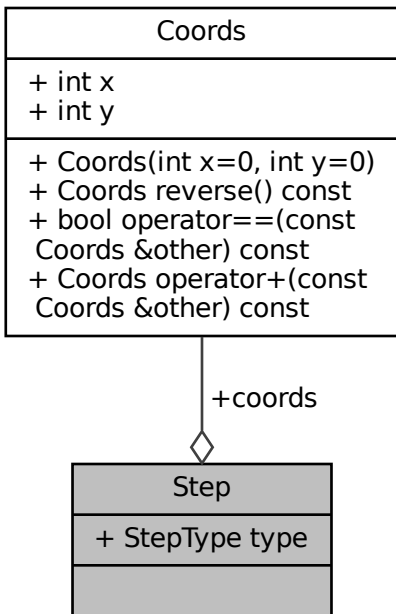 Coords
+ int x
+ int y
+ Coords(int x=0, int y=0)
+ Coords reverse() const
+ bool operator==(const
Coords &other) const
+ Coords operator+(const
Coords &other) const
+coords
Step
+ StepType type